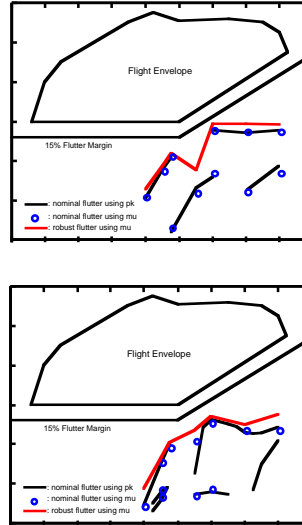 Flight Envelope
15% Flutter Margin
: nominal flutter using pk
: nominal flutter using mu
: robust flutter using mu
Flight Envelope
15% Flutter Margin
: nominal flutter using pk
: nominal flutter using mu
: robust flutter using mu